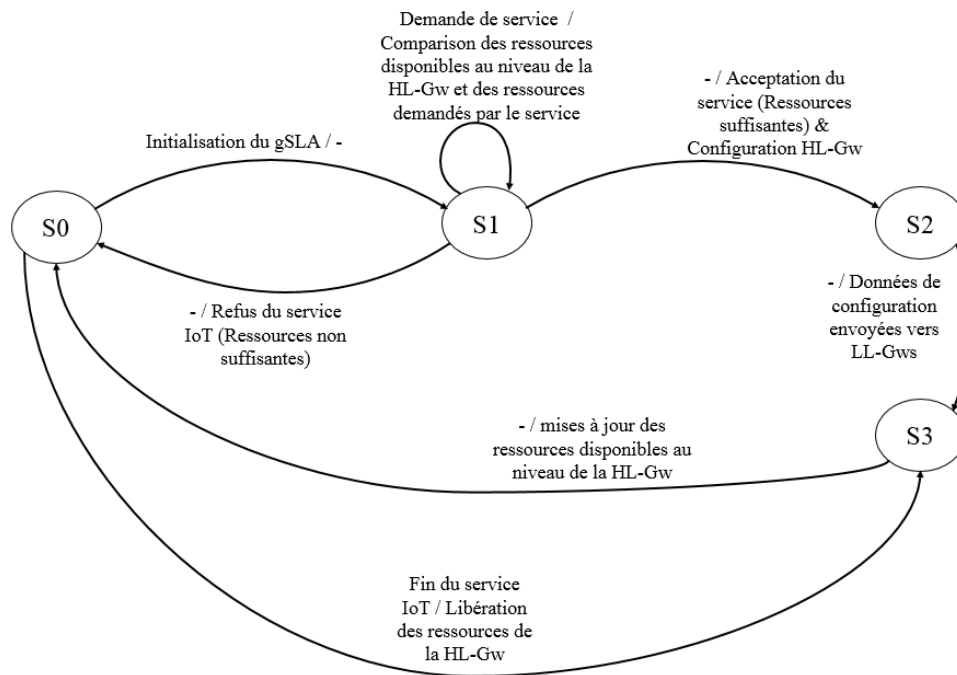 Demande de service /
Comparison des ressources
disponibles au niveau de la
HL-Gw et des ressources
demandés par le service
- / Acceptation du
service (Ressources
suffisantes) &
Configuration HL-Gw
Initialisation du gSLA / -
S0
S1
S2
- / Refus du service
IoT (Ressources non
suffisantes)
- / Données de
configuration
envoyées vers
LL-Gws
S3
- / mises à jour des
ressources disponibles au
niveau de la HL-Gw
Fin du service
IoT / Libération
des ressources de
la HL-Gw